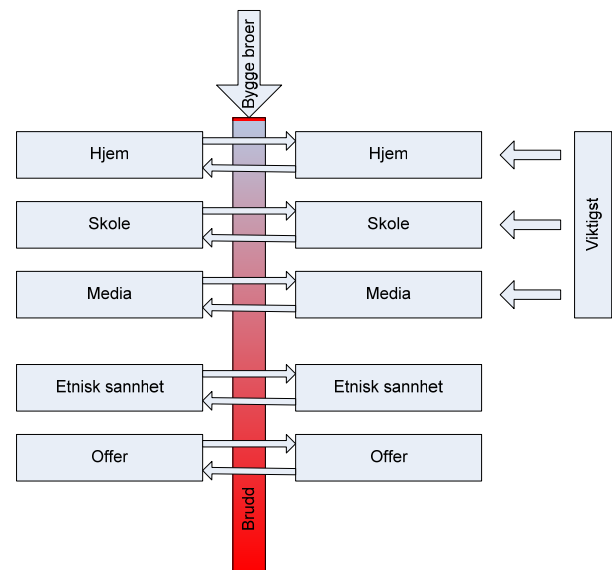 Bygge broer
Hjem
Hjem
Skole
Skole
Viktigst
Media
Media
Etnisk sannhet
Etnisk sannhet
Offer
Offer
Brudd